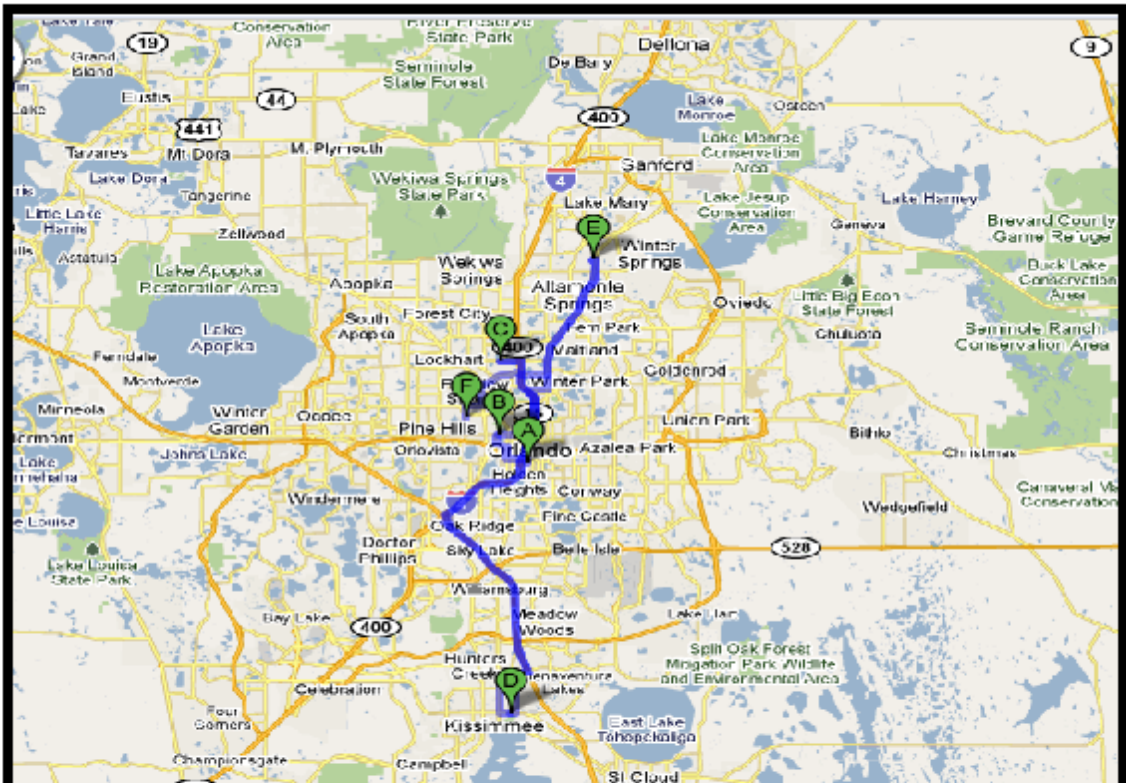 Conservation
Area
River Preserve
State Park
19
Grand
Island
Eustis
44
441
Tavares
Mt Dora
Lake Dora
Tangerine
Little Lake
Harris
Astatula
Zellwood
M. Plymouth
Seminole
State Forest
De Bary
Dellona
9
400
Lake
Monroe
Osteen
Lake Monroe
Conservation
Area
Sanford
4
Wekiwa Springs
State Park
Lake Mary
Lake Jesup
Conservation
Area
Geneva
Lake Harney
Brevard County
Game Refuge
Buck Lake
Conservation
Area
E
Winter
Springs
Wekiwa
Springs
Altamonte
Springs
Lake Apopka
Restoration Area
Apopka
South
Apopka
Forest City
Fern Park
Oviedo
Little Big Econ
State Forest
Chuluota
Seminole Ranch
Conservation Area
Lake
Apopka
C
400
Lockhart
Maitland
Goldenrod
Ferndale
Montverde
Minneola
Winter Park
F
B
A
Winter
Garden
Ocoee
Pine Hills
Union Park
Bithlo
Christmas
Johns Lake
Orlovista
Orlando
Azalea Park
Holden
Heights
Conway
Windermere
Oak Ridge
Pine Castle
Wedgefield
Doctor
Phillips
Sky Lake
Belle Isle
528
Lake Louisa
State Park
Williamsburg
Bay Lake
400
Meadow
Woods
Split Oak Forest
Mitigation Park Wildlife
and Environmental Area
Hunters
D
Lakes
Celebration
Kissimmee
East Lake
Tohopekaliga
Four
Corners
Championsgate
Campbell
St Cloud